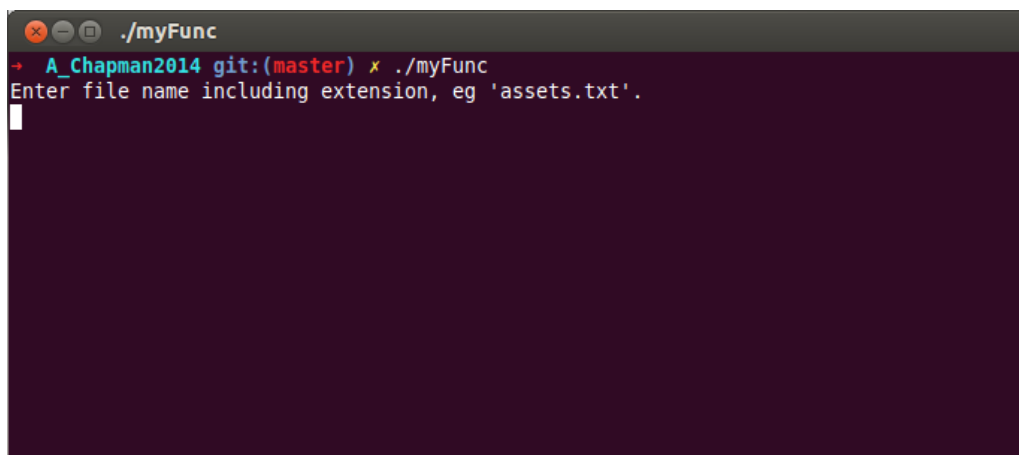 ./myFunc
→ A_Chapman2014 git:(master) ✗ ./myFunc
Enter file name including extension, eg 'assets.txt'.